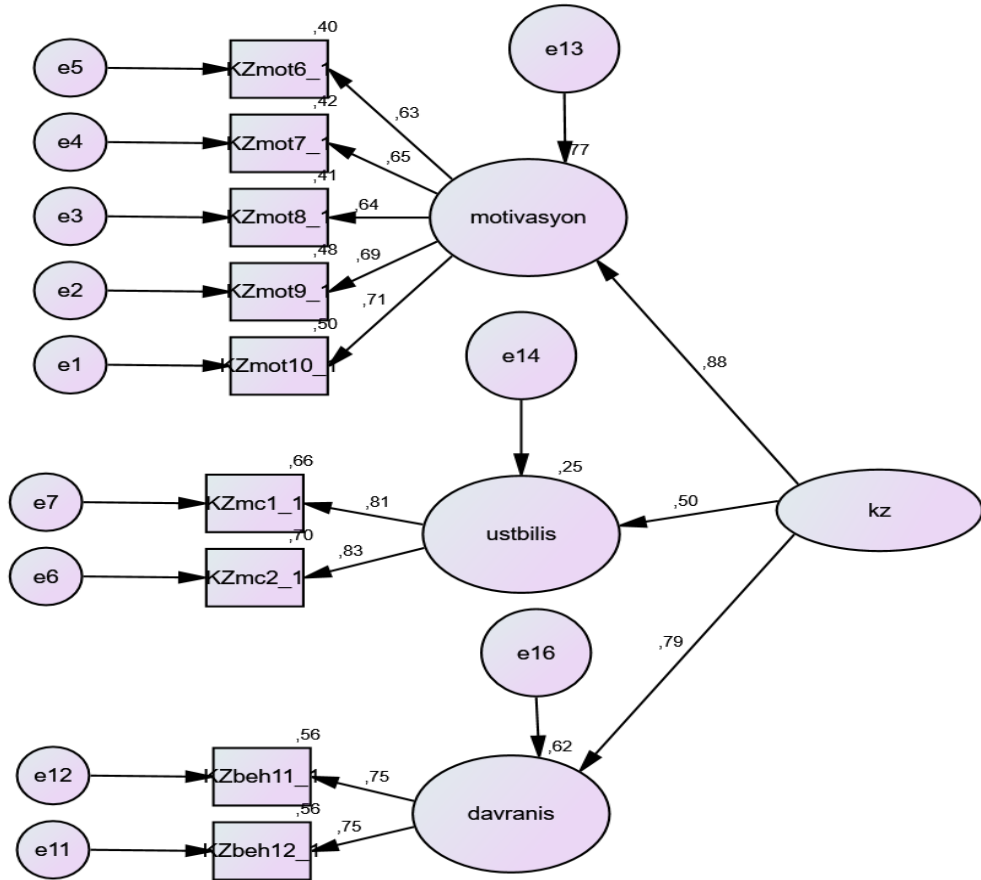 ,40
e5
KZmot6_1
,63
e13
,42
e4
KZmot7_1
,65
,77
,41
e3
KZmot8_1
,64
motivasyon
,48
e2
KZmot9_1
,69
,50
e1
KZmot10_1
,71
e14
,88
,66
e7
KZmc1_1
,81
,25
,50
kz
ustbilis
,70
e6
KZmc2_1
,83
e16
,79
,56
e12
KZbeh11_1
,75
,62
davranis
,56
e11
KZbeh12_1
,75